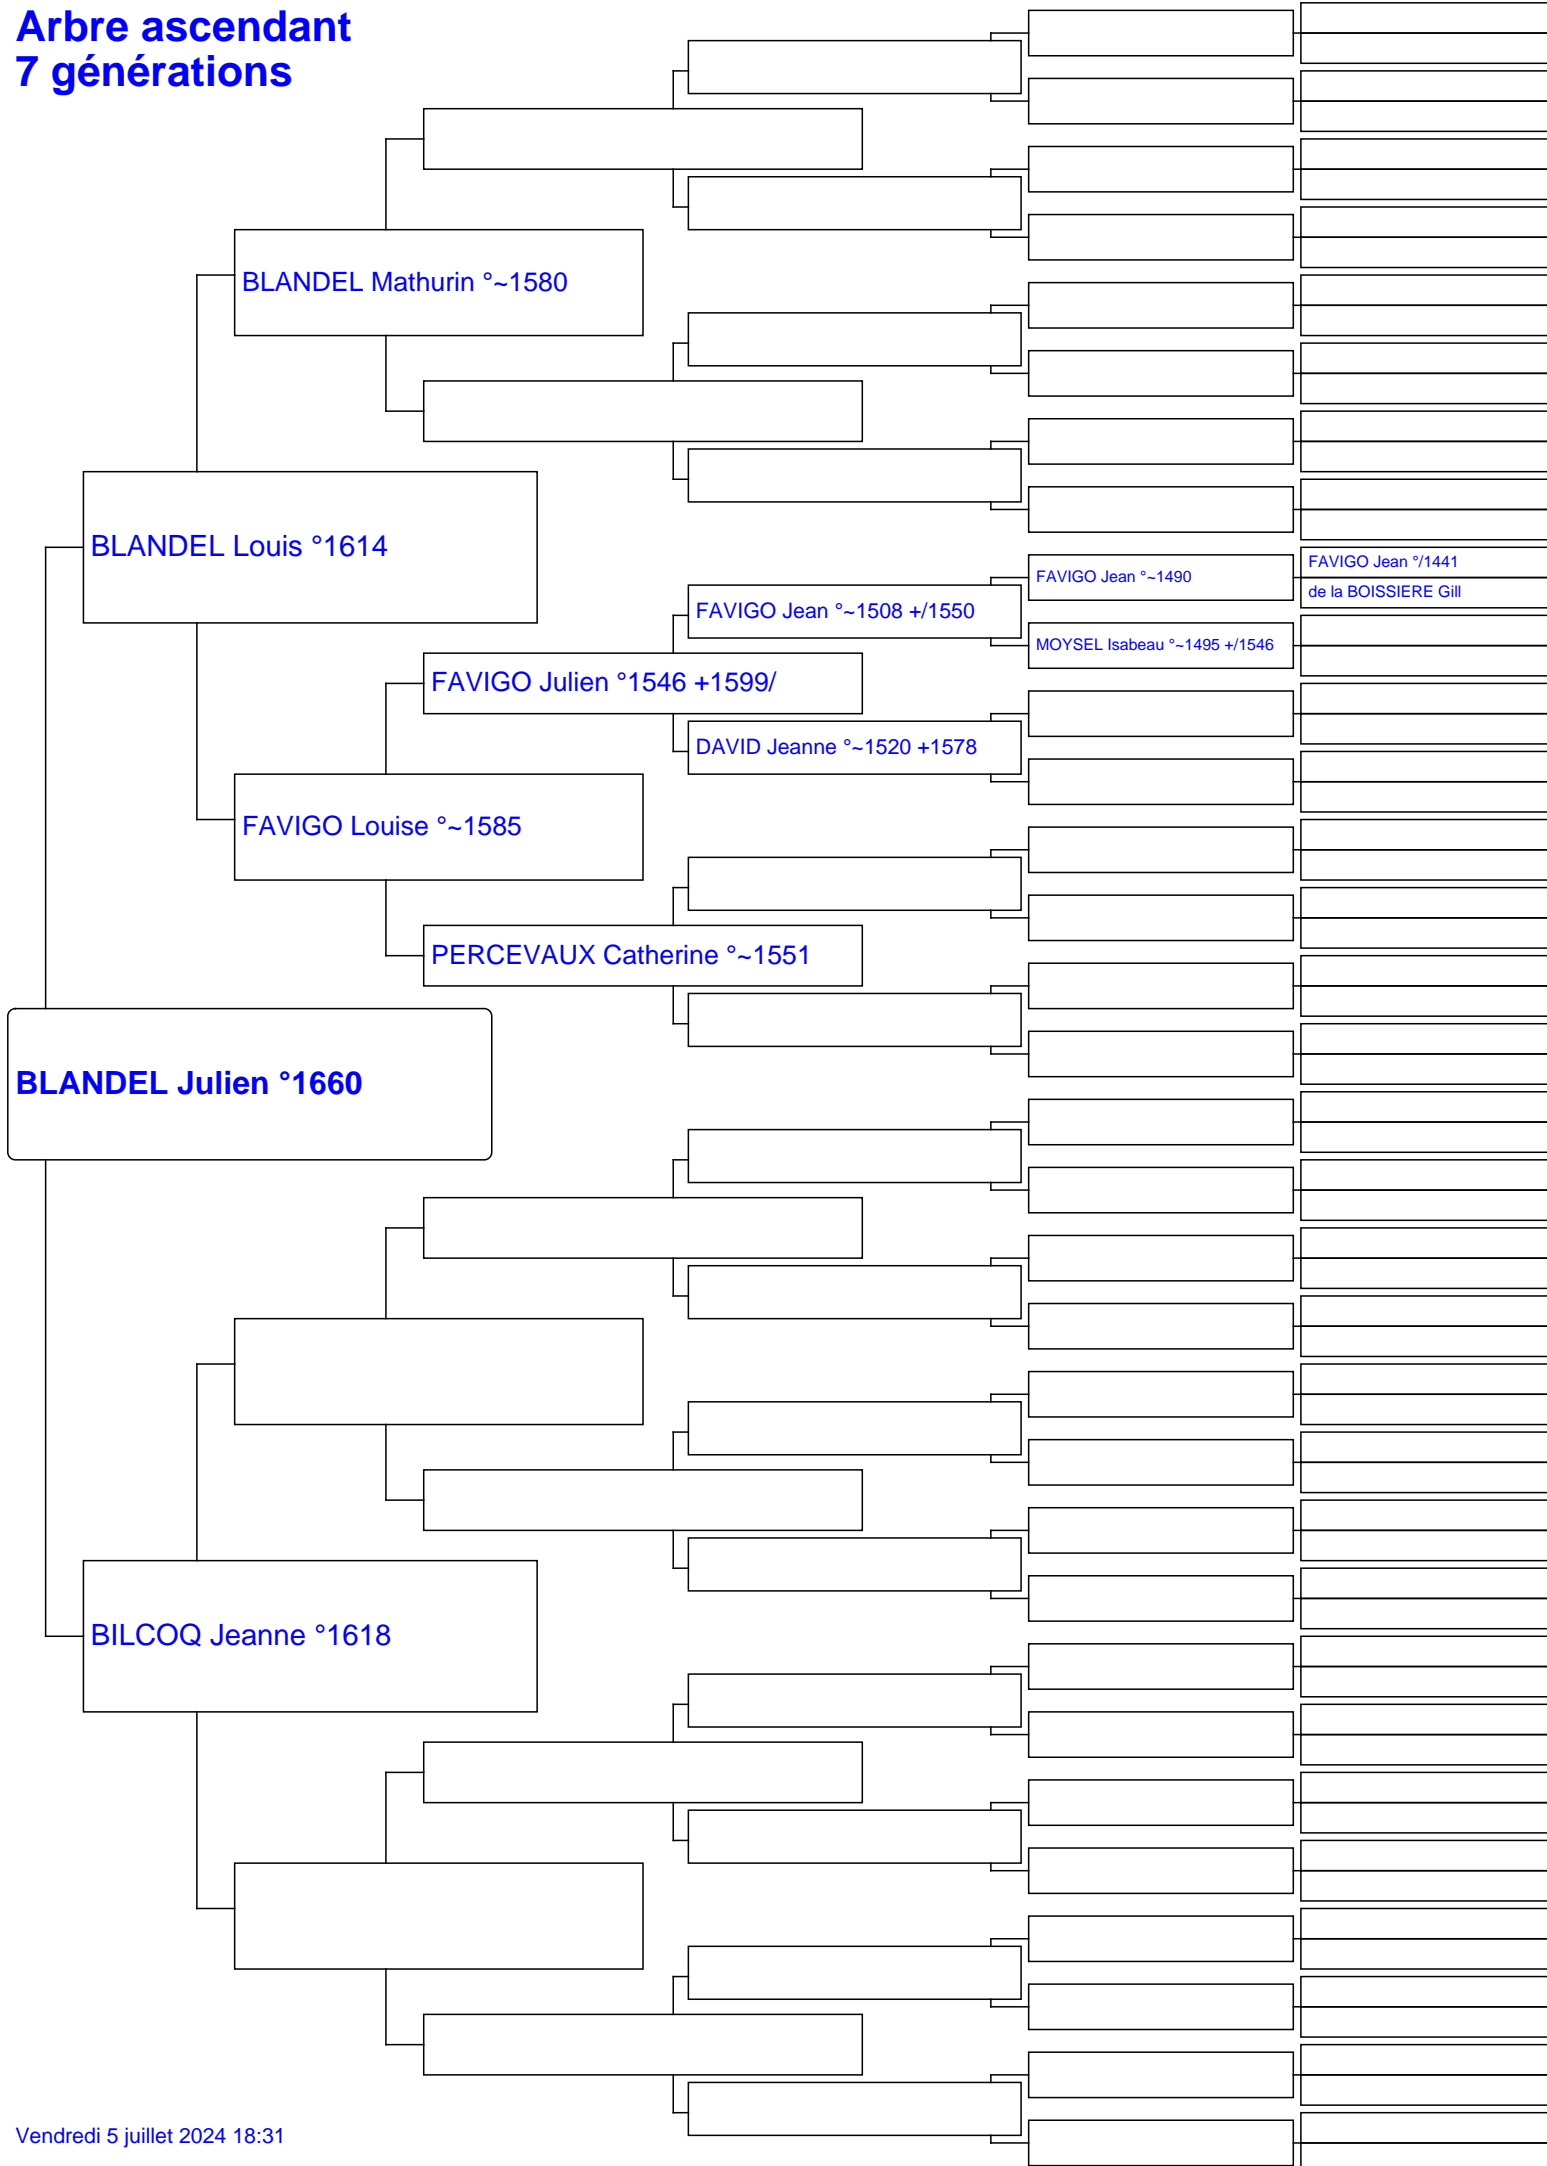 Arbre ascendant
7 générations
BLANDEL Mathurin °~1580
BLANDEL Louis °1614
FAVIGO Jean °/1441
FAVIGO Jean °~1490
de la BOISSIERE Gill
FAVIGO Jean °~1508 +/1550
MOYSEL Isabeau °~1495 +/1546
FAVIGO Julien °1546 +1599/
DAVID Jeanne °~1520 +1578
FAVIGO Louise °~1585
PERCEVAUX Catherine °~1551
BLANDEL Julien °1660
BILCOQ Jeanne °1618
Vendredi 5 juillet 2024 18:31